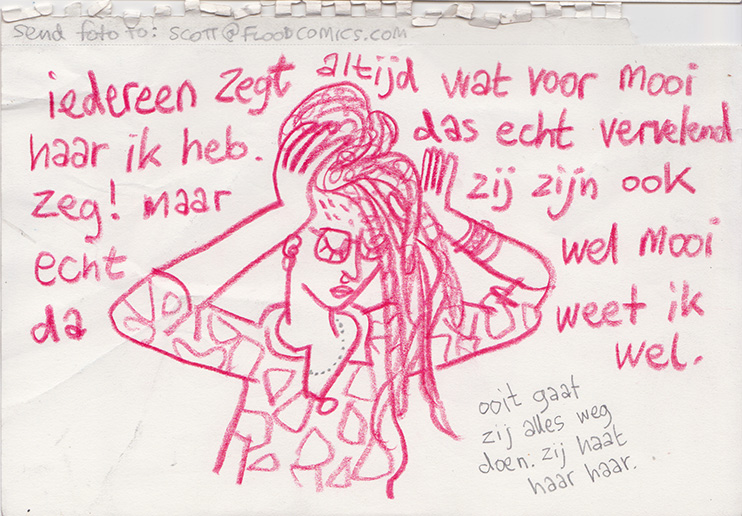 send foto to: SCOTT@FLOODCOMICS.COM
iedereen zegt altijd wat voor mooi
haar ik heb. das echt vervelend
zeg! maar zij zijn ook
echt wel mooi
da weet ik
wel.
ooit gaat
zij alles weg
doen. zij haat
haar haar.